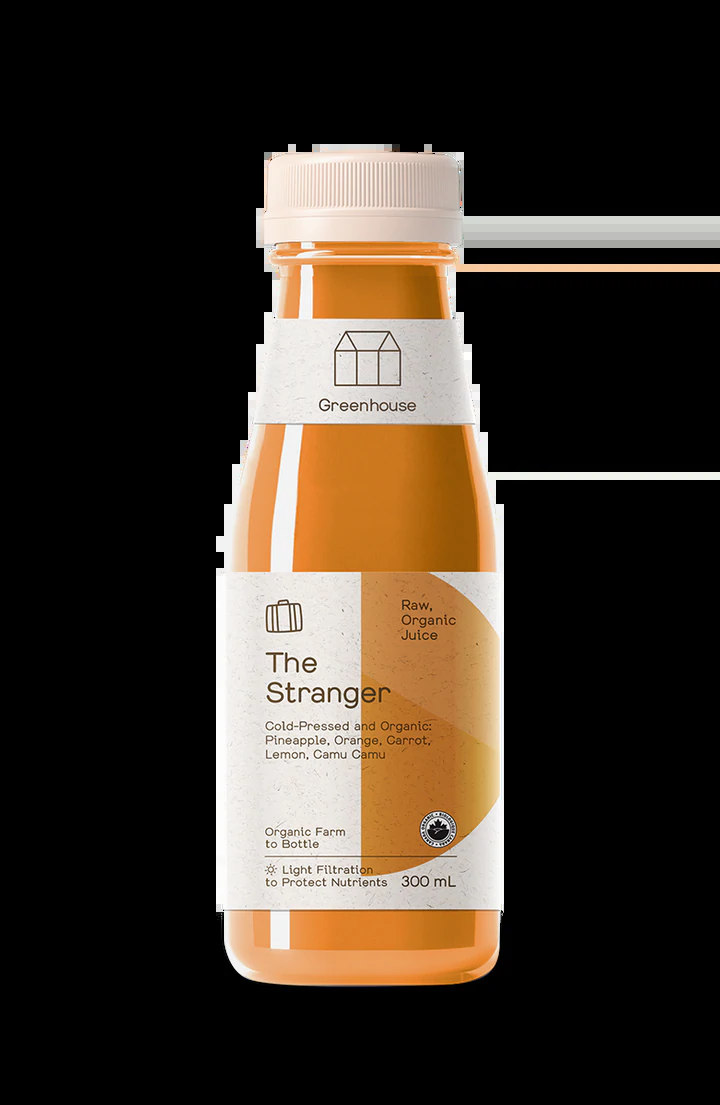 Greenhouse
Raw,
Organic
Juice
The
Stranger
Cold-Pressed and Organic:
Pineapple, Orange, Carrot,
Lemon, Camu Camu
Organic Farm
to Bottle
Light Filtration
to Protect Nutrients
300 mL